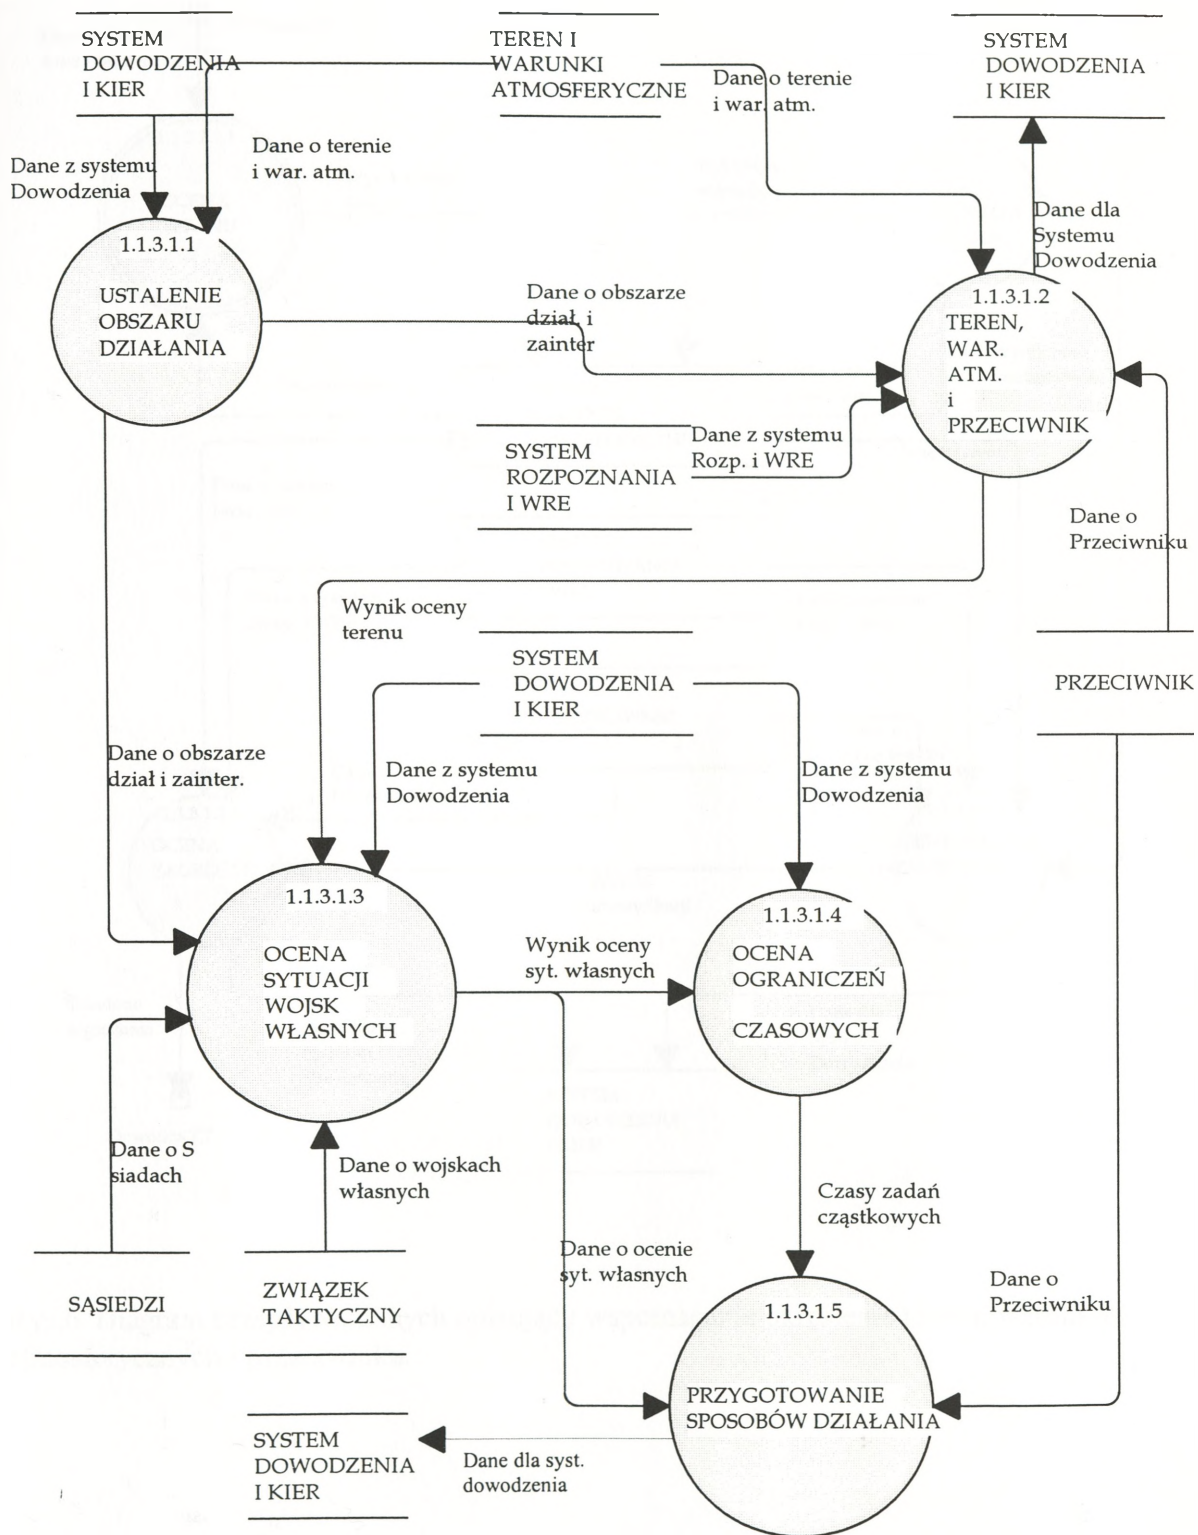 SYSTEM
DOWODZENIA
I KIER
TEREN I
WARUNKI
ATMOSFERYCZNE
SYSTEM
DOWODZENIA
I KIER
Dane o terenie
i war. atm.
Dane o terenie
i war. atm.
Dane z systemu
Dowodzenia
Dane dla
Systemu
Dowodzenia
1.1.3.1.1
USTALENIE
OBSZARU
DZIAŁANIA
Dane o obszarze
dział. i
zainter
1.1.3.1.2
TEREN,
WAR.
ATM.
i
PRZECIWNIK
SYSTEM
ROZPOZNANIA
I WRE
Dane z systemu
Rozp. i WRE
Dane o
Przeciwniku
Wynik oceny
terenu
SYSTEM
DOWODZENIA
I KIER
PRZECIWNIK
Dane o obszarze
dział i zainter.
Dane z systemu
Dowodzenia
Dane z systemu
Dowodzenia
1.1.3.1.3
OCENA
SYTUACJI
WOJSK
WŁASNYCH
Wynik oceny
syt. własnych
1.1.3.1.4
OCENA
OGRANICZEŃ
CZASOWYCH
Dane o S
siadach
Dane o wojskach
własnych
Czasy zadań
cząstkowych
SĄSIEDZI
ZWIĄZEK
TAKTYCZNY
Dane o ocenie
syt. własnych
Dane o
Przeciwniku
1.1.3.1.5
PRZYGOTOWANIE
SPOSOBÓW DZIAŁANIA
SYSTEM
DOWODZENIA
I KIER
Dane dla syst.
dowodzenia